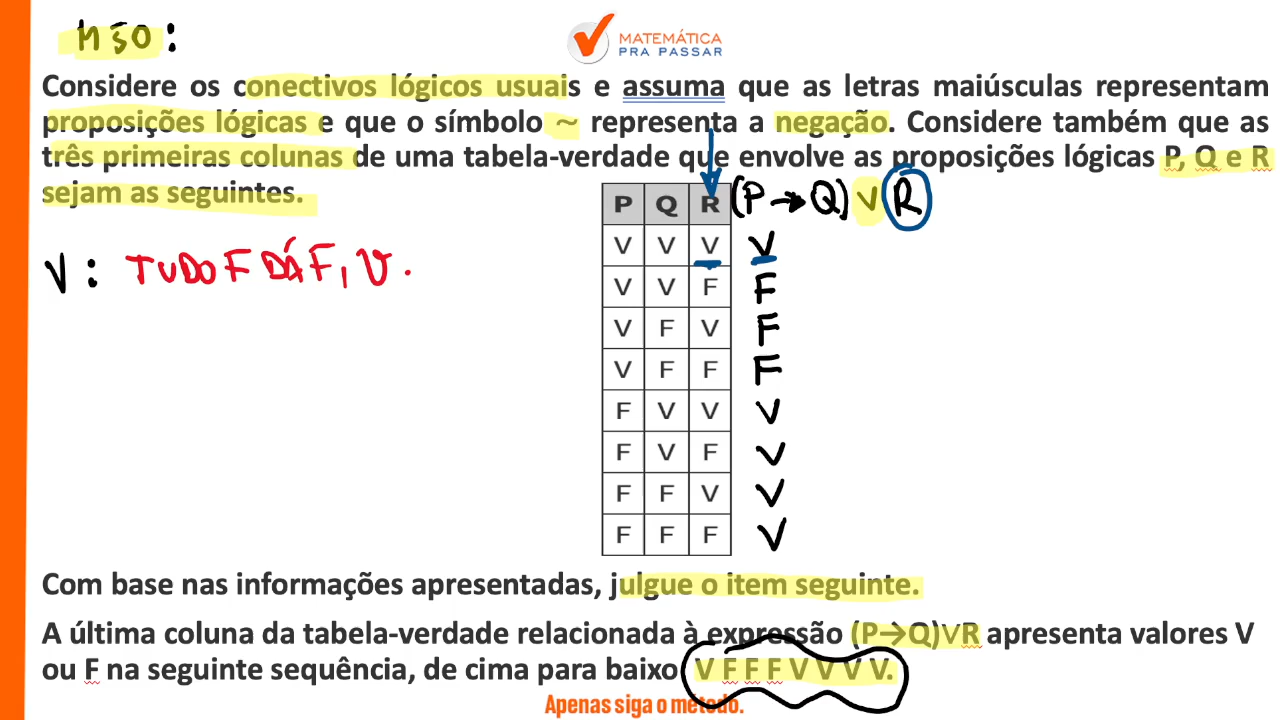 MÉTODO:
MATEMÁTICA
PRA PASSAR
Considere os conectivos lógicos usuais e assuma que as letras maiúsculas representam
proposições lógicas e que o símbolo ~ representa a negação. Considere também que as
três primeiras colunas de uma tabela-verdade que envolve as proposições lógicas P, Q e R
sejam as seguintes.
P Q R (P → Q) V R
V V V V
V V F F
V F V F
V F F F
F V V V
F V F V
F F V V
F F F V
V: TUDO F DÁ F, V.
Com base nas informações apresentadas, julgue o item seguinte.
A última coluna da tabela-verdade relacionada à expressão (P→Q)∨R apresenta valores V
ou F na seguinte sequência, de cima para baixo V F F F V V V V.
Apenas siga o método.